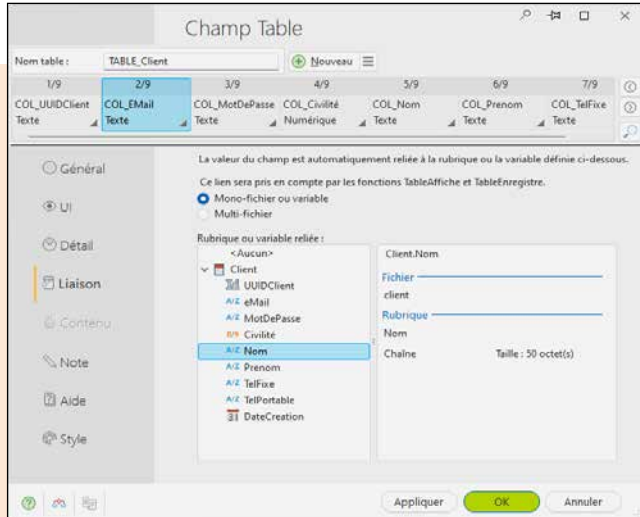 Champ Table
Nom table : TABLE_Client Nouveau
1/9 2/9 3/9 4/9 5/9 6/9 7/9
COL_UUIDClient COL_EMail COL_MotDePasse COL_Civilité COL_Nom COL_Prenom COL_TelFixe
Texte Texte Texte Numérique Texte Texte Texte
La valeur du champ est automatiquement reliée à la rubrique ou la variable définie ci-dessous.
Ce lien sera pris en compte par les fonctions TableAffiche et TableEnregistre.
Mono-fichier ou variable
Multi-fichier
Rubrique ou variable reliée :
Général
UI
Détail
Liaison
Contenu
Note
Aide
Style
<Aucun>
Client
UUIDClient
A/Z eMail
A/Z MotDePasse
0/9 Civilité
A/Z Nom
A/Z Prenom
A/Z TelFixe
A/Z TelPortable
31 DateCreation
Client.Nom
Fichier
client
Rubrique
Nom
Chaîne Taille : 50 octet(s)
Appliquer OK Annuler